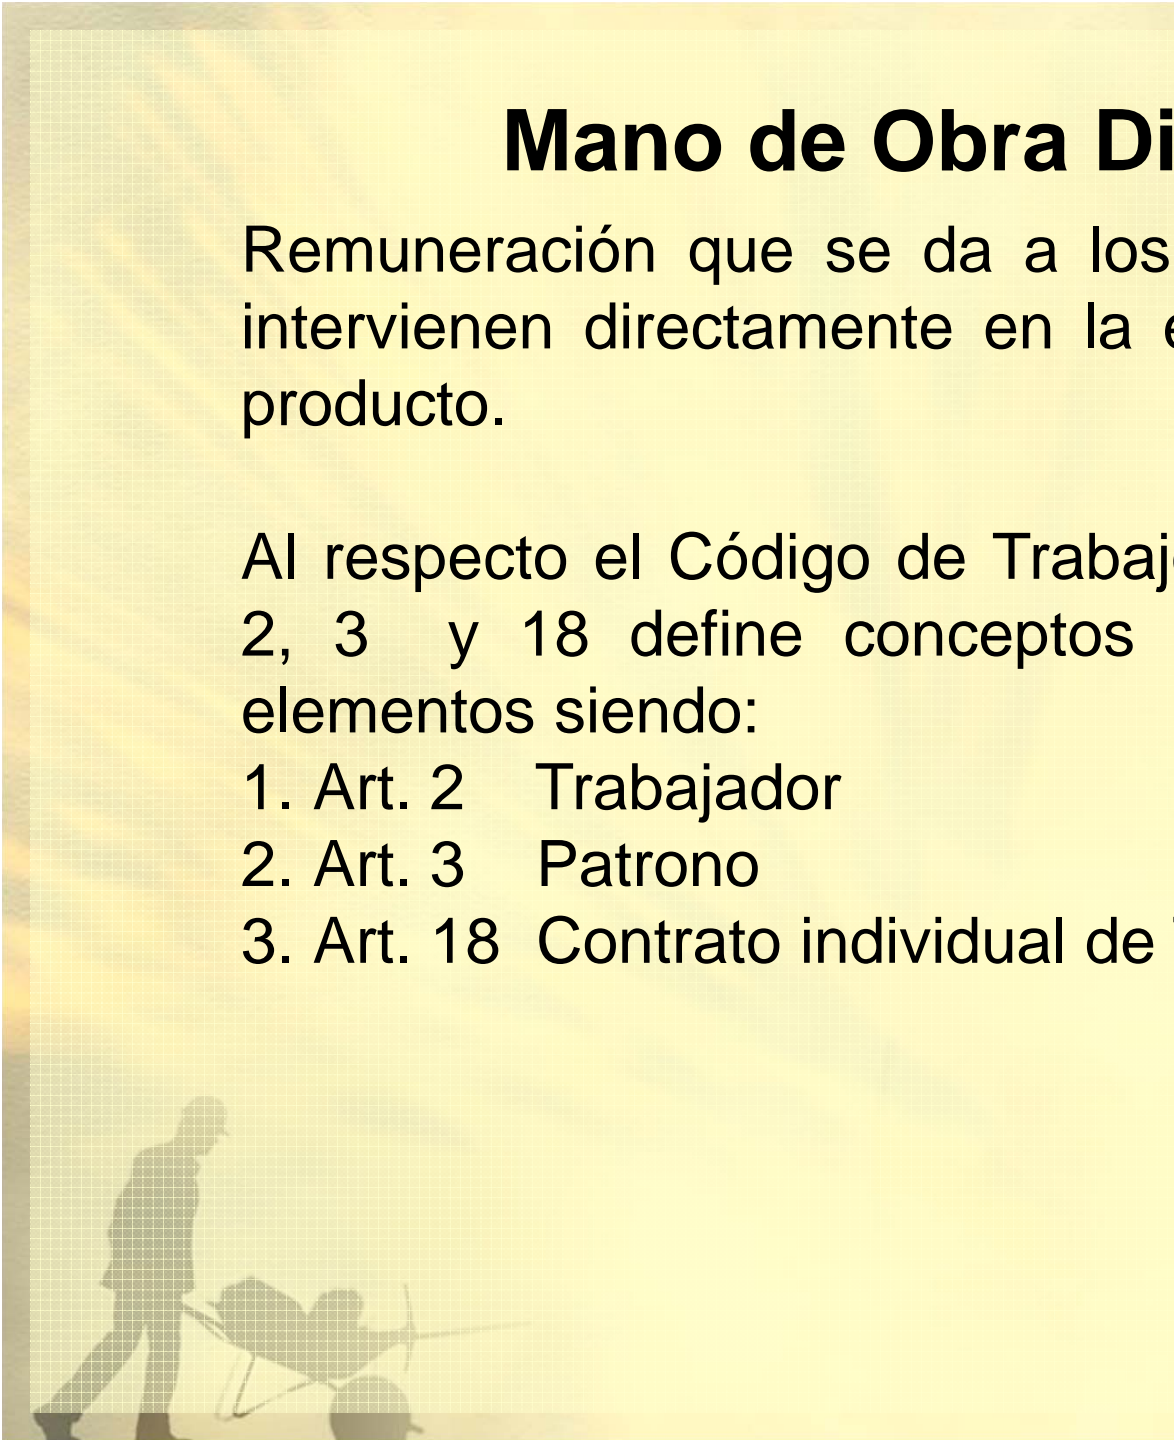 Mano de Obra Di
Remuneración que se da a los
intervienen directamente en la
producto.
Al respecto el Código de Trabaj
2, 3 y 18 define conceptos
elementos siendo:
1. Art. 2 Trabajador
2. Art. 3 Patrono
3. Art. 18 Contrato individual de